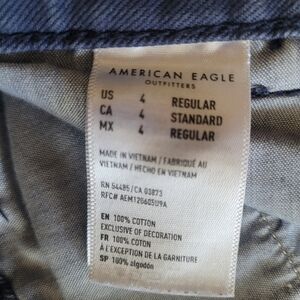 AMERICAN EAGLE
OUTFITTERS
US 4 REGULAR
CA 4 STANDARD
MX 4 REGULAR
MADE IN VIETNAM / FABRIQUÉ AU
VIETNAM / HECHO EN VIETNAM
RN 54485/CA 03873
RFC# AEM120605U9A
EN 100% COTTON
EXCLUSIVE OF DECORATION
FR 100% COTON
À L'EXCEPTION DE LA GARNITURE
SP 100% algodón